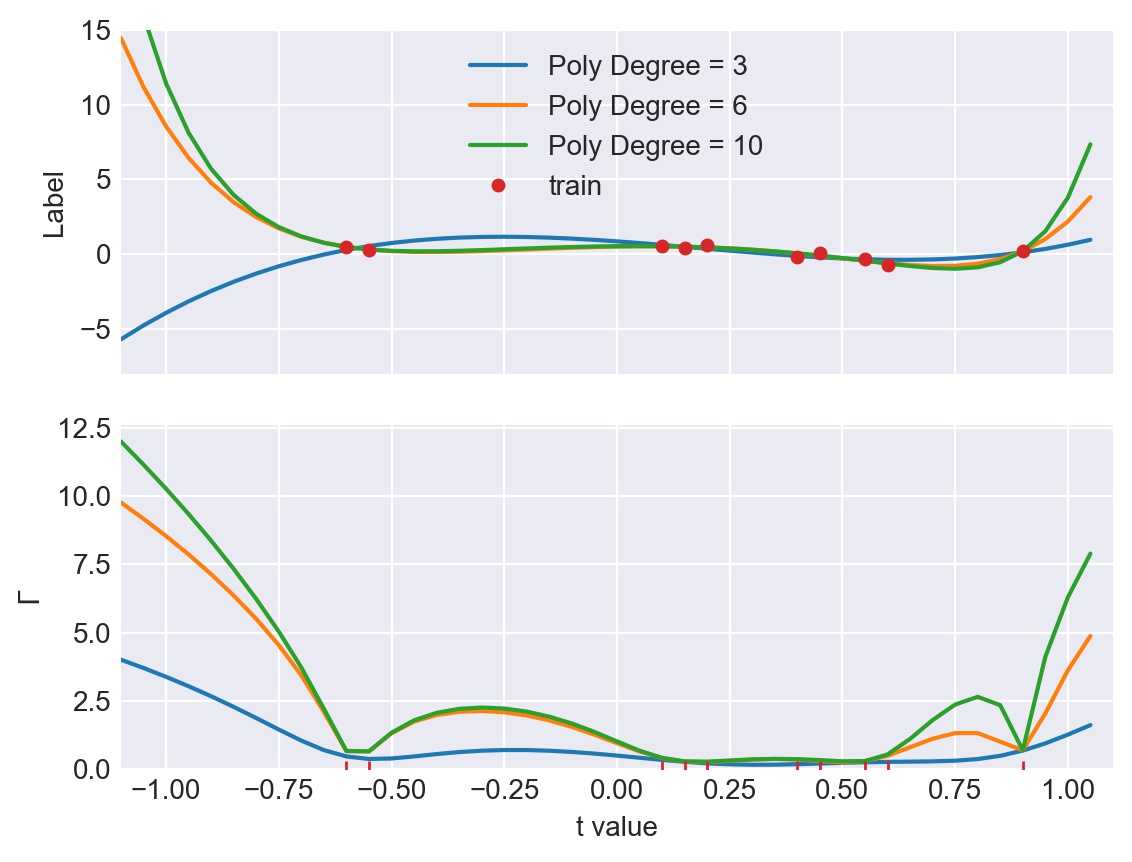 15
10
5
0
−5
Label
Poly Degree = 3
Poly Degree = 6
Poly Degree = 10
train
12.5
10.0
7.5
5.0
2.5
0.0
Γ
−1.00 −0.75 −0.50 −0.25 0.00 0.25 0.50 0.75 1.00
t value